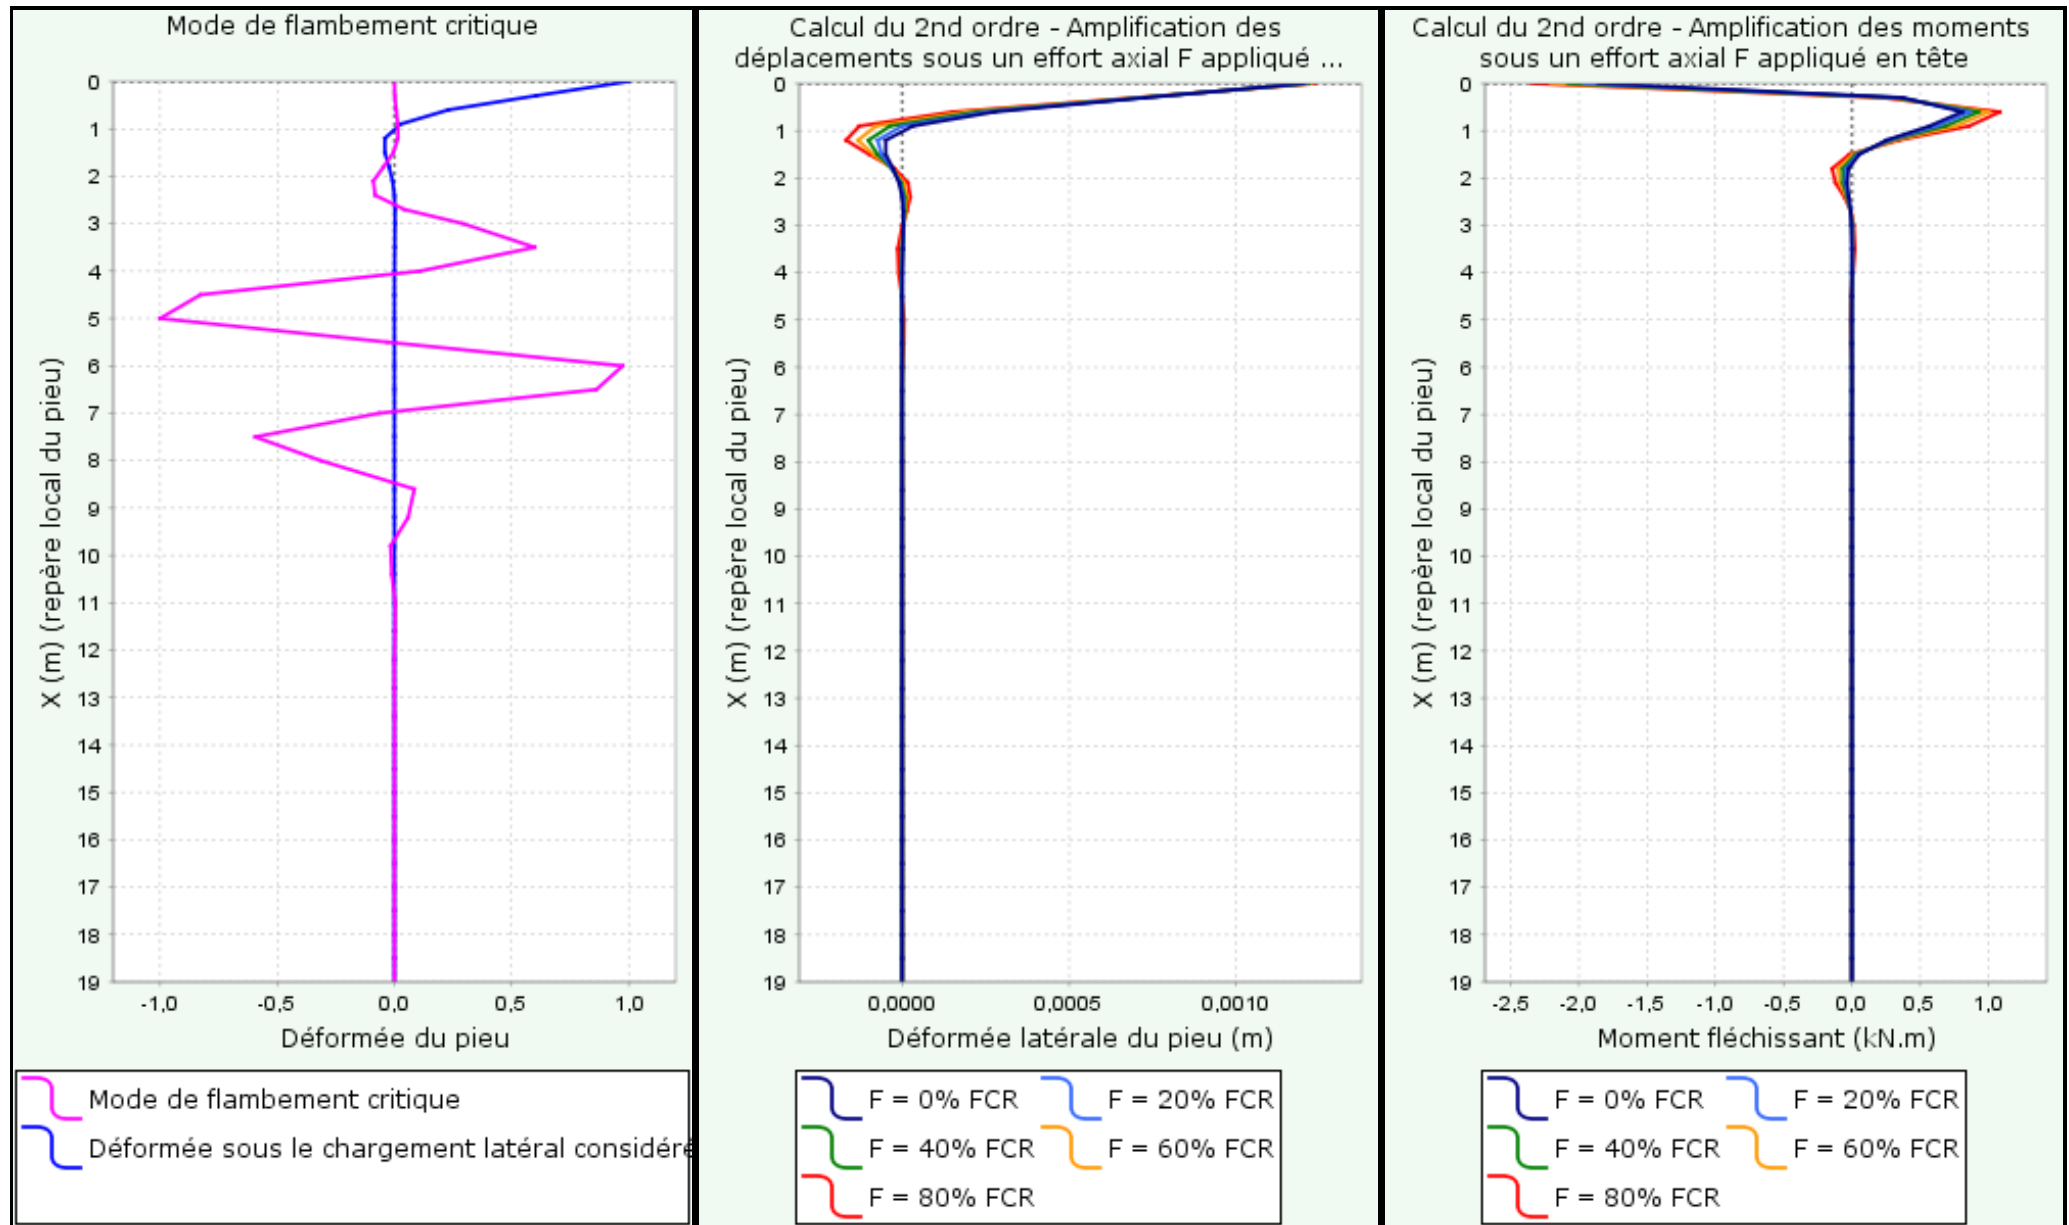 Mode de flambement critique
0
1
2
3
4
5
6
7
8
9
10
11
12
13
14
15
16
17
18
19
X (m) (repère local du pieu)
-1,0 -0,5 0,0 0,5 1,0
Déformée du pieu
Mode de flambement critique
Déformée sous le chargement latéral considéré
Calcul du 2nd ordre - Amplification des
déplacements sous un effort axial F appliqué ...
0
1
2
3
4
5
6
7
8
9
10
11
12
13
14
15
16
17
18
19
X (m) (repère local du pieu)
0,0000 0,0005 0,0010
Déformée latérale du pieu (m)
F = 0% FCR F = 20% FCR
F = 40% FCR F = 60% FCR
F = 80% FCR
Calcul du 2nd ordre - Amplification des moments
sous un effort axial F appliqué en tête
0
1
2
3
4
5
6
7
8
9
10
11
12
13
14
15
16
17
18
19
X (m) (repère local du pieu)
-2,5 -2,0 -1,5 -1,0 -0,5 0,0 0,5 1,0
Moment fléchissant (kN.m)
F = 0% FCR F = 20% FCR
F = 40% FCR F = 60% FCR
F = 80% FCR